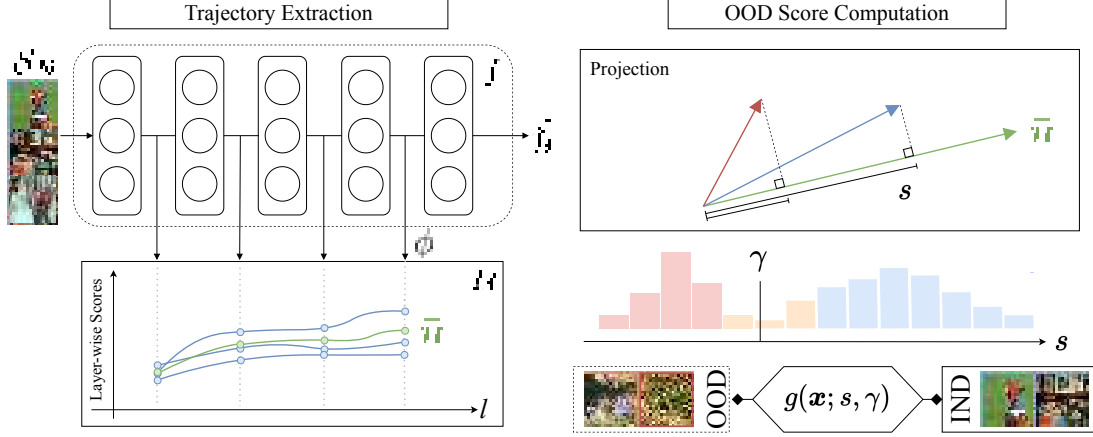 Trajectory Extraction
Layer-wise Scores
l
OOD Score Computation
Projection
s
γ
s
OOD
g(x; s, γ)
IND